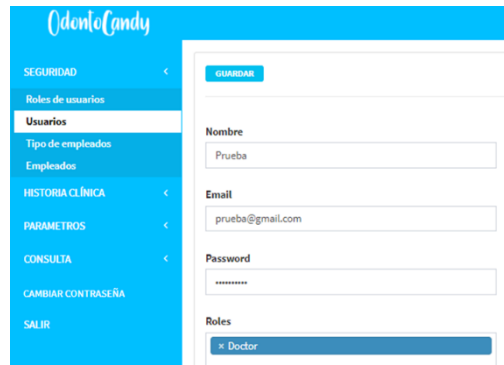 OdontoCandy
SEGURIDAD
Roles de usuarios
Usuarios
Tipo de empleados
Empleados
HISTORIA CLÍNICA
PARAMETROS
CONSULTA
CAMBIAR CONTRASEÑA
SALIR
GUARDAR
Nombre
Prueba
Email
prueba@gmail.com
Password
••••••••••
Roles
× Doctor